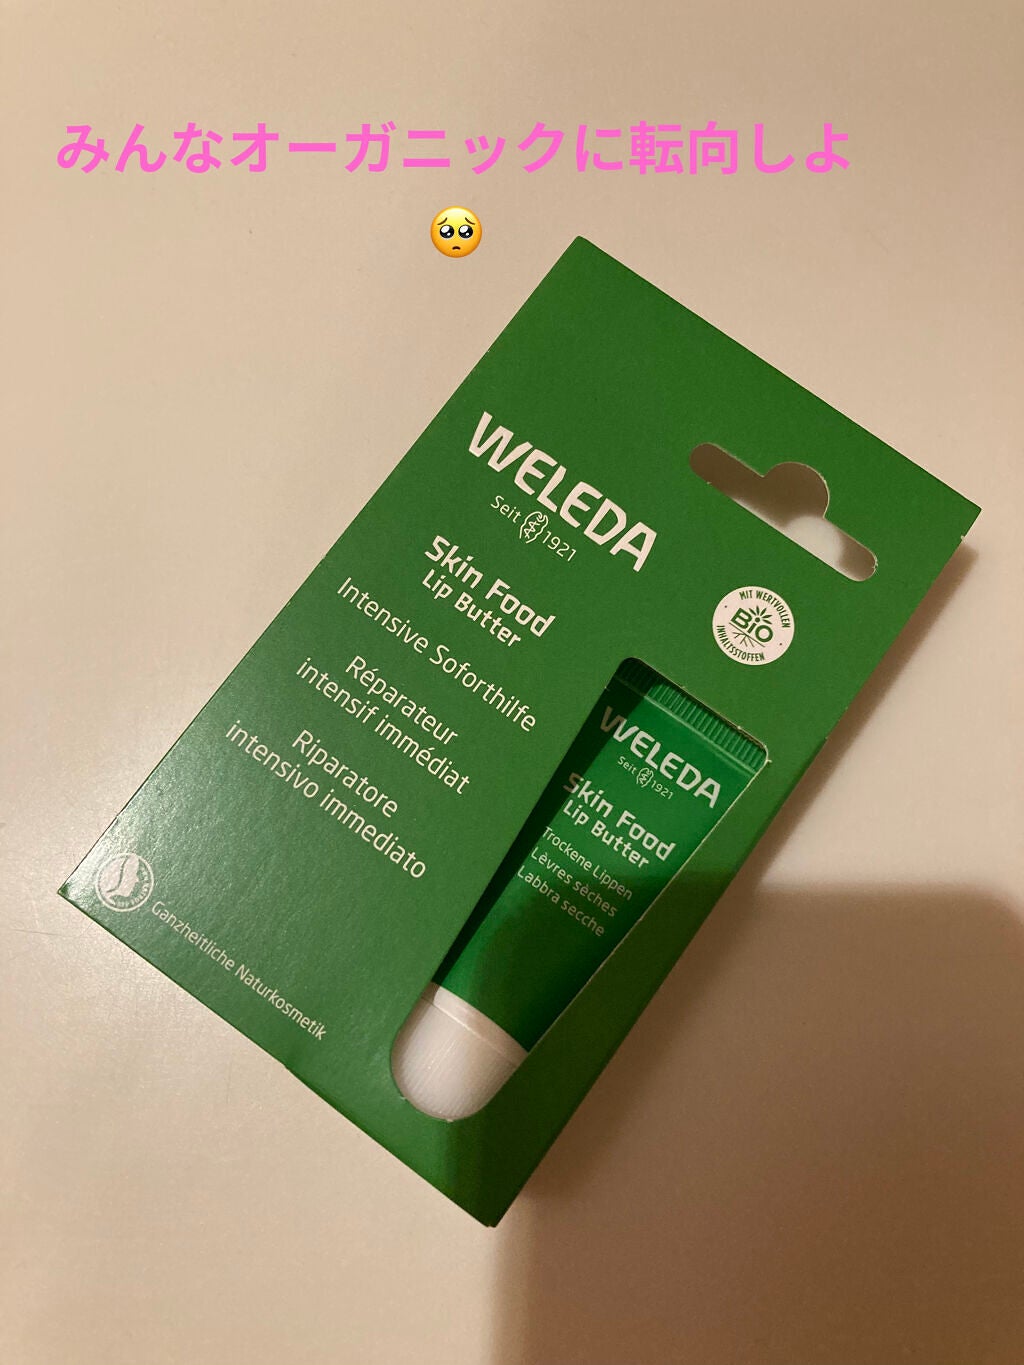 みんなオーガニックに転向しよ
🥺
WELEDA
Seit 1921
Skin Food
Lip Butter
Intensive Soforthilfe
Réparateur
intensif immédiat
Riparatore
intensivo immediato
Ganzheitliche Naturkosmetik
MIT WERTVOLLEN
BIO
INHALTSSTOFFEN
WELEDA
Seit 1921
Skin Food
Lip Butter
Trockene Lippen
Lèvres sèches
Labbra secche